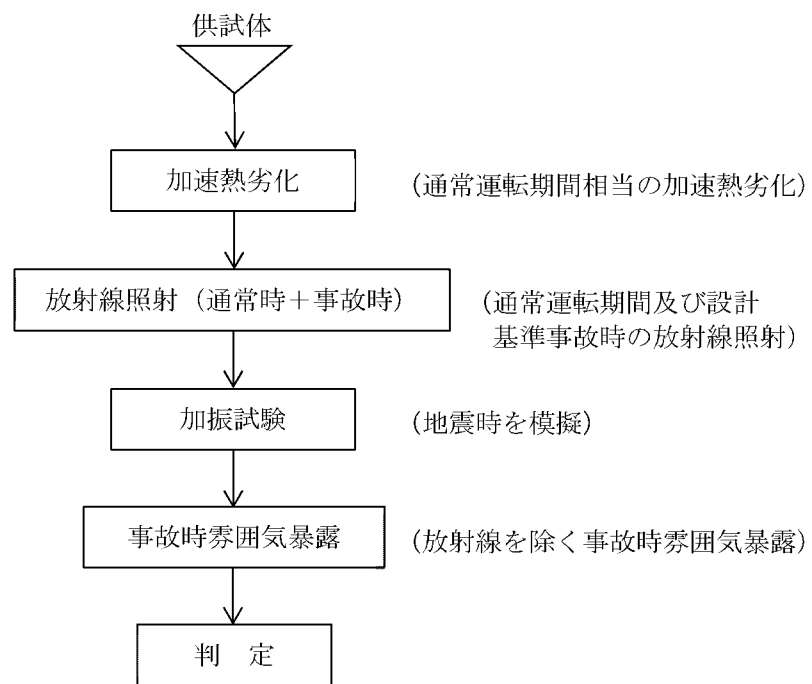 供試体
加速熱劣化
(通常運転期間相当の加速熱劣化)
放射線照射(通常時+事故時)
(通常運転期間及び設計
基準事故時の放射線照射)
加振試験
(地震時を模擬)
事故時雰囲気暴露
(放射線を除く事故時雰囲気暴露)
判 定